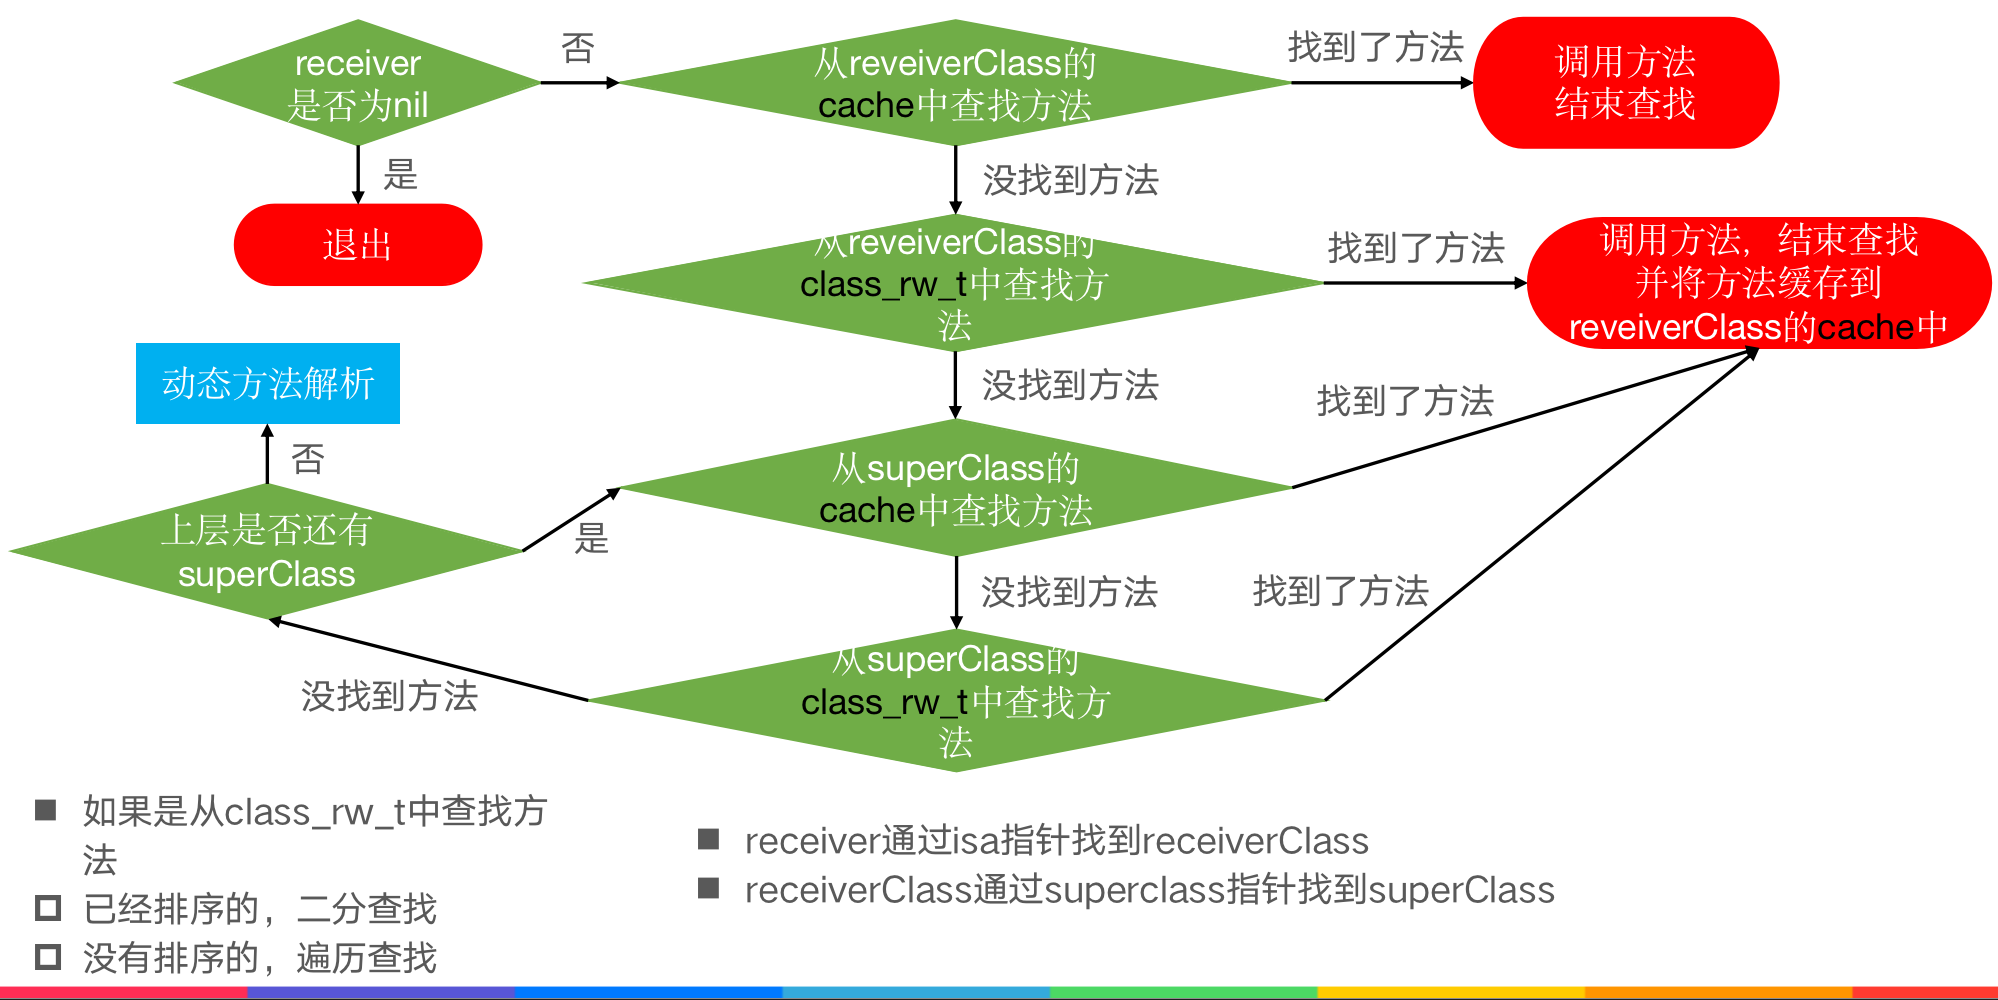 receiver
是否为nil
否
从reveiverClass的
cache中查找方法
找到了方法
调用方法
结束查找
是
退出
没找到方法
从reveiverClass的
class_rw_t中查找方
法
找到了方法
调用方法，结束查找
并将方法缓存到
reveiverClass的cache中
没找到方法
动态方法解析
否
上层是否还有
superClass
是
从superClass的
cache中查找方法
找到了方法
没找到方法
从superClass的
class_rw_t中查找方
法
找到了方法
没找到方法
如果是从class_rw_t中查找方
法
已经排序的，二分查找
没有排序的，遍历查找
receiver通过isa指针找到receiverClass
receiverClass通过superclass指针找到superClass